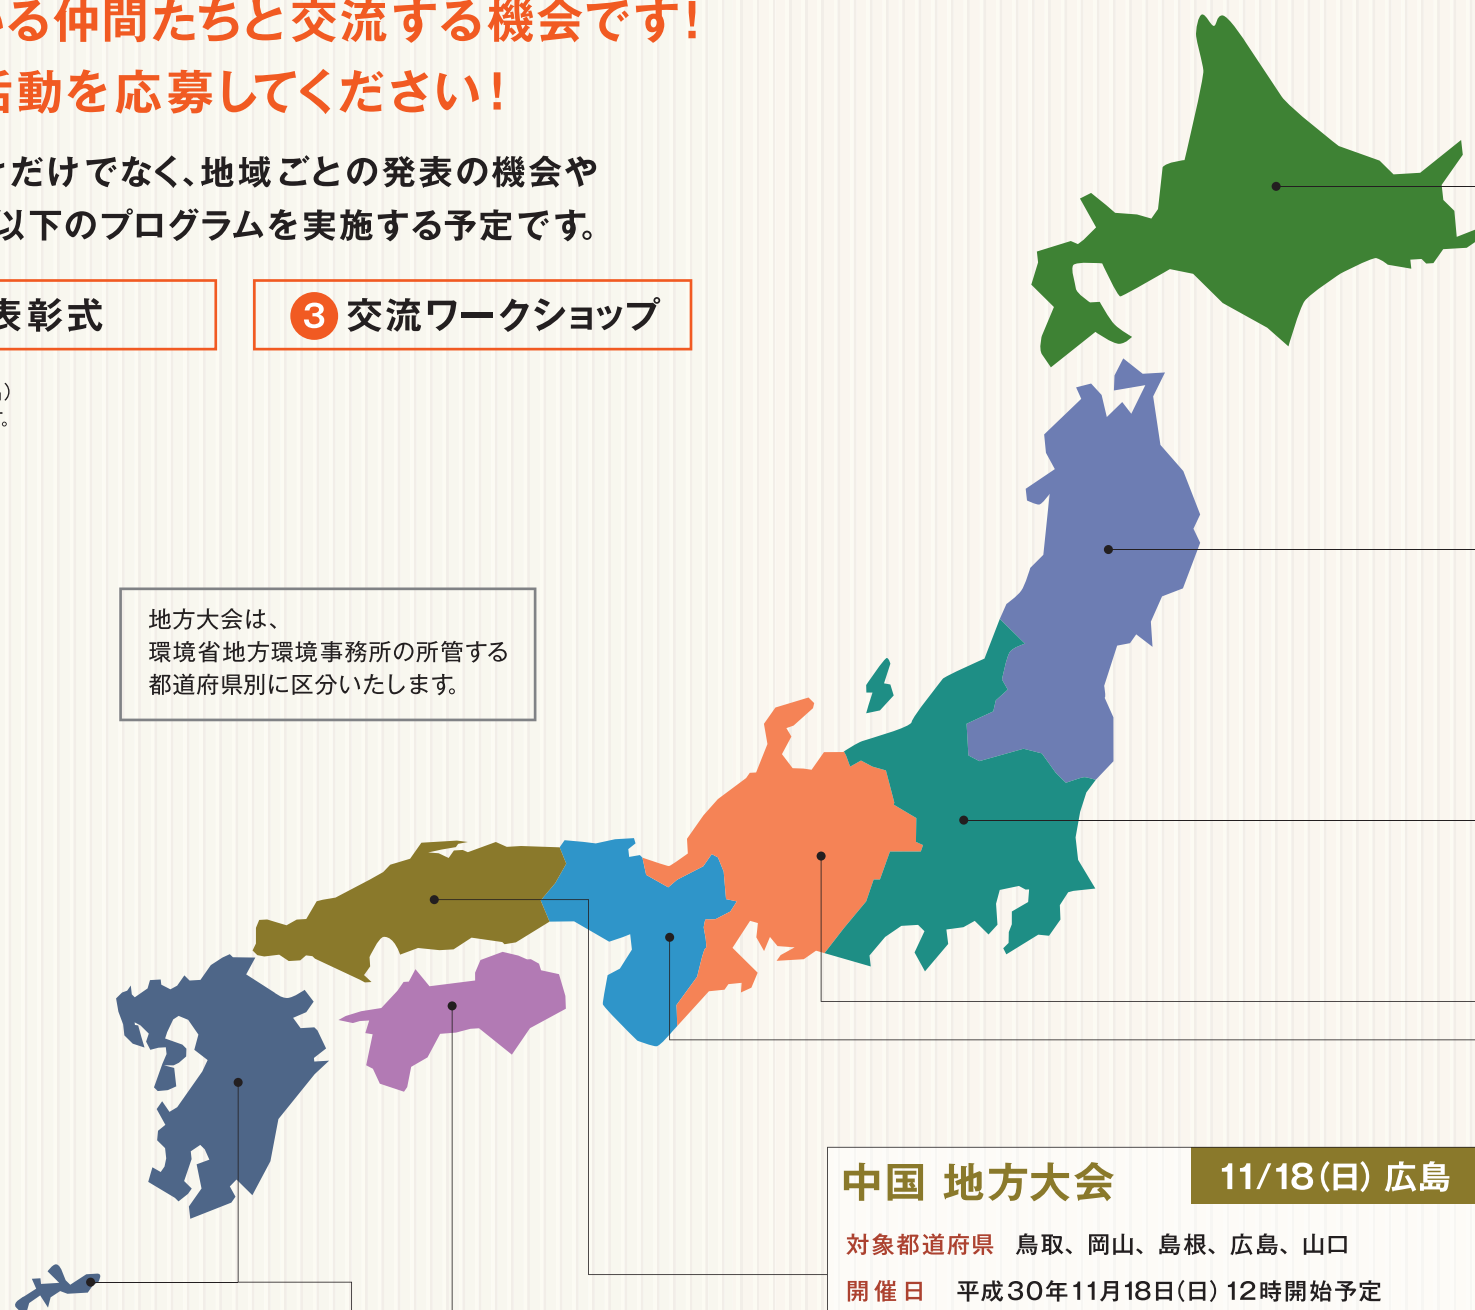 る仲間たちと交流する機会です！
活動を応募してください！
だけでなく、地域ごとの発表の機会や
以下のプログラムを実施する予定です。
表彰式
3 交流ワークショップ
）
。
地方大会は、
環境省地方環境事務所の所管する
都道府県別に区分いたします。
中国 地方大会
11/18（日） 広島
対象都道府県 鳥取、岡山、島根、広島、山口
開催日 平成30年11月18日（日）12時開始予定